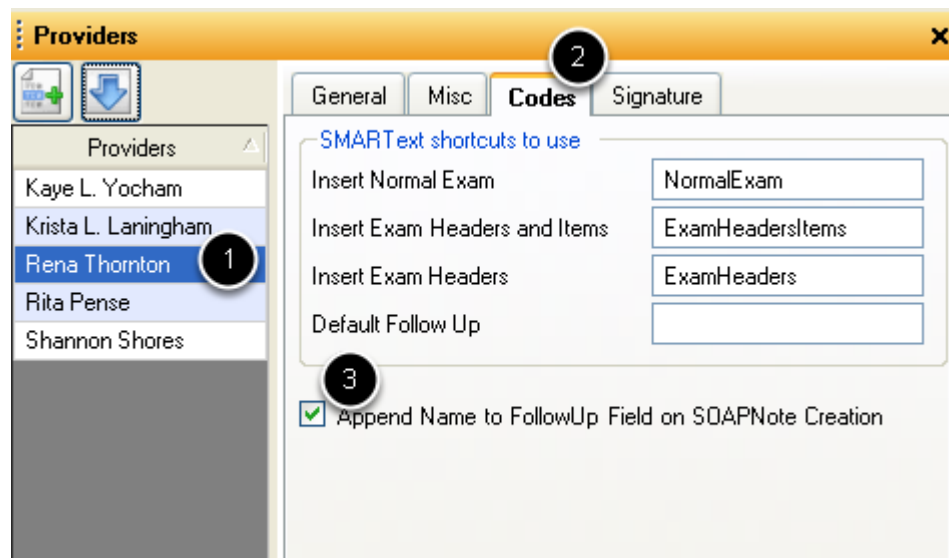 Providers
2
General Misc Codes Signature
Providers
Kaye L. Yocham
Krista L. Laningham
Rena Thornton 1
Rita Pense
Shannon Shores
SMARText shortcuts to use
Insert Normal Exam NormalExam
Insert Exam Headers and Items ExamHeadersItems
Insert Exam Headers ExamHeaders
Default Follow Up
3
Append Name to FollowUp Field on SOAPNote Creation